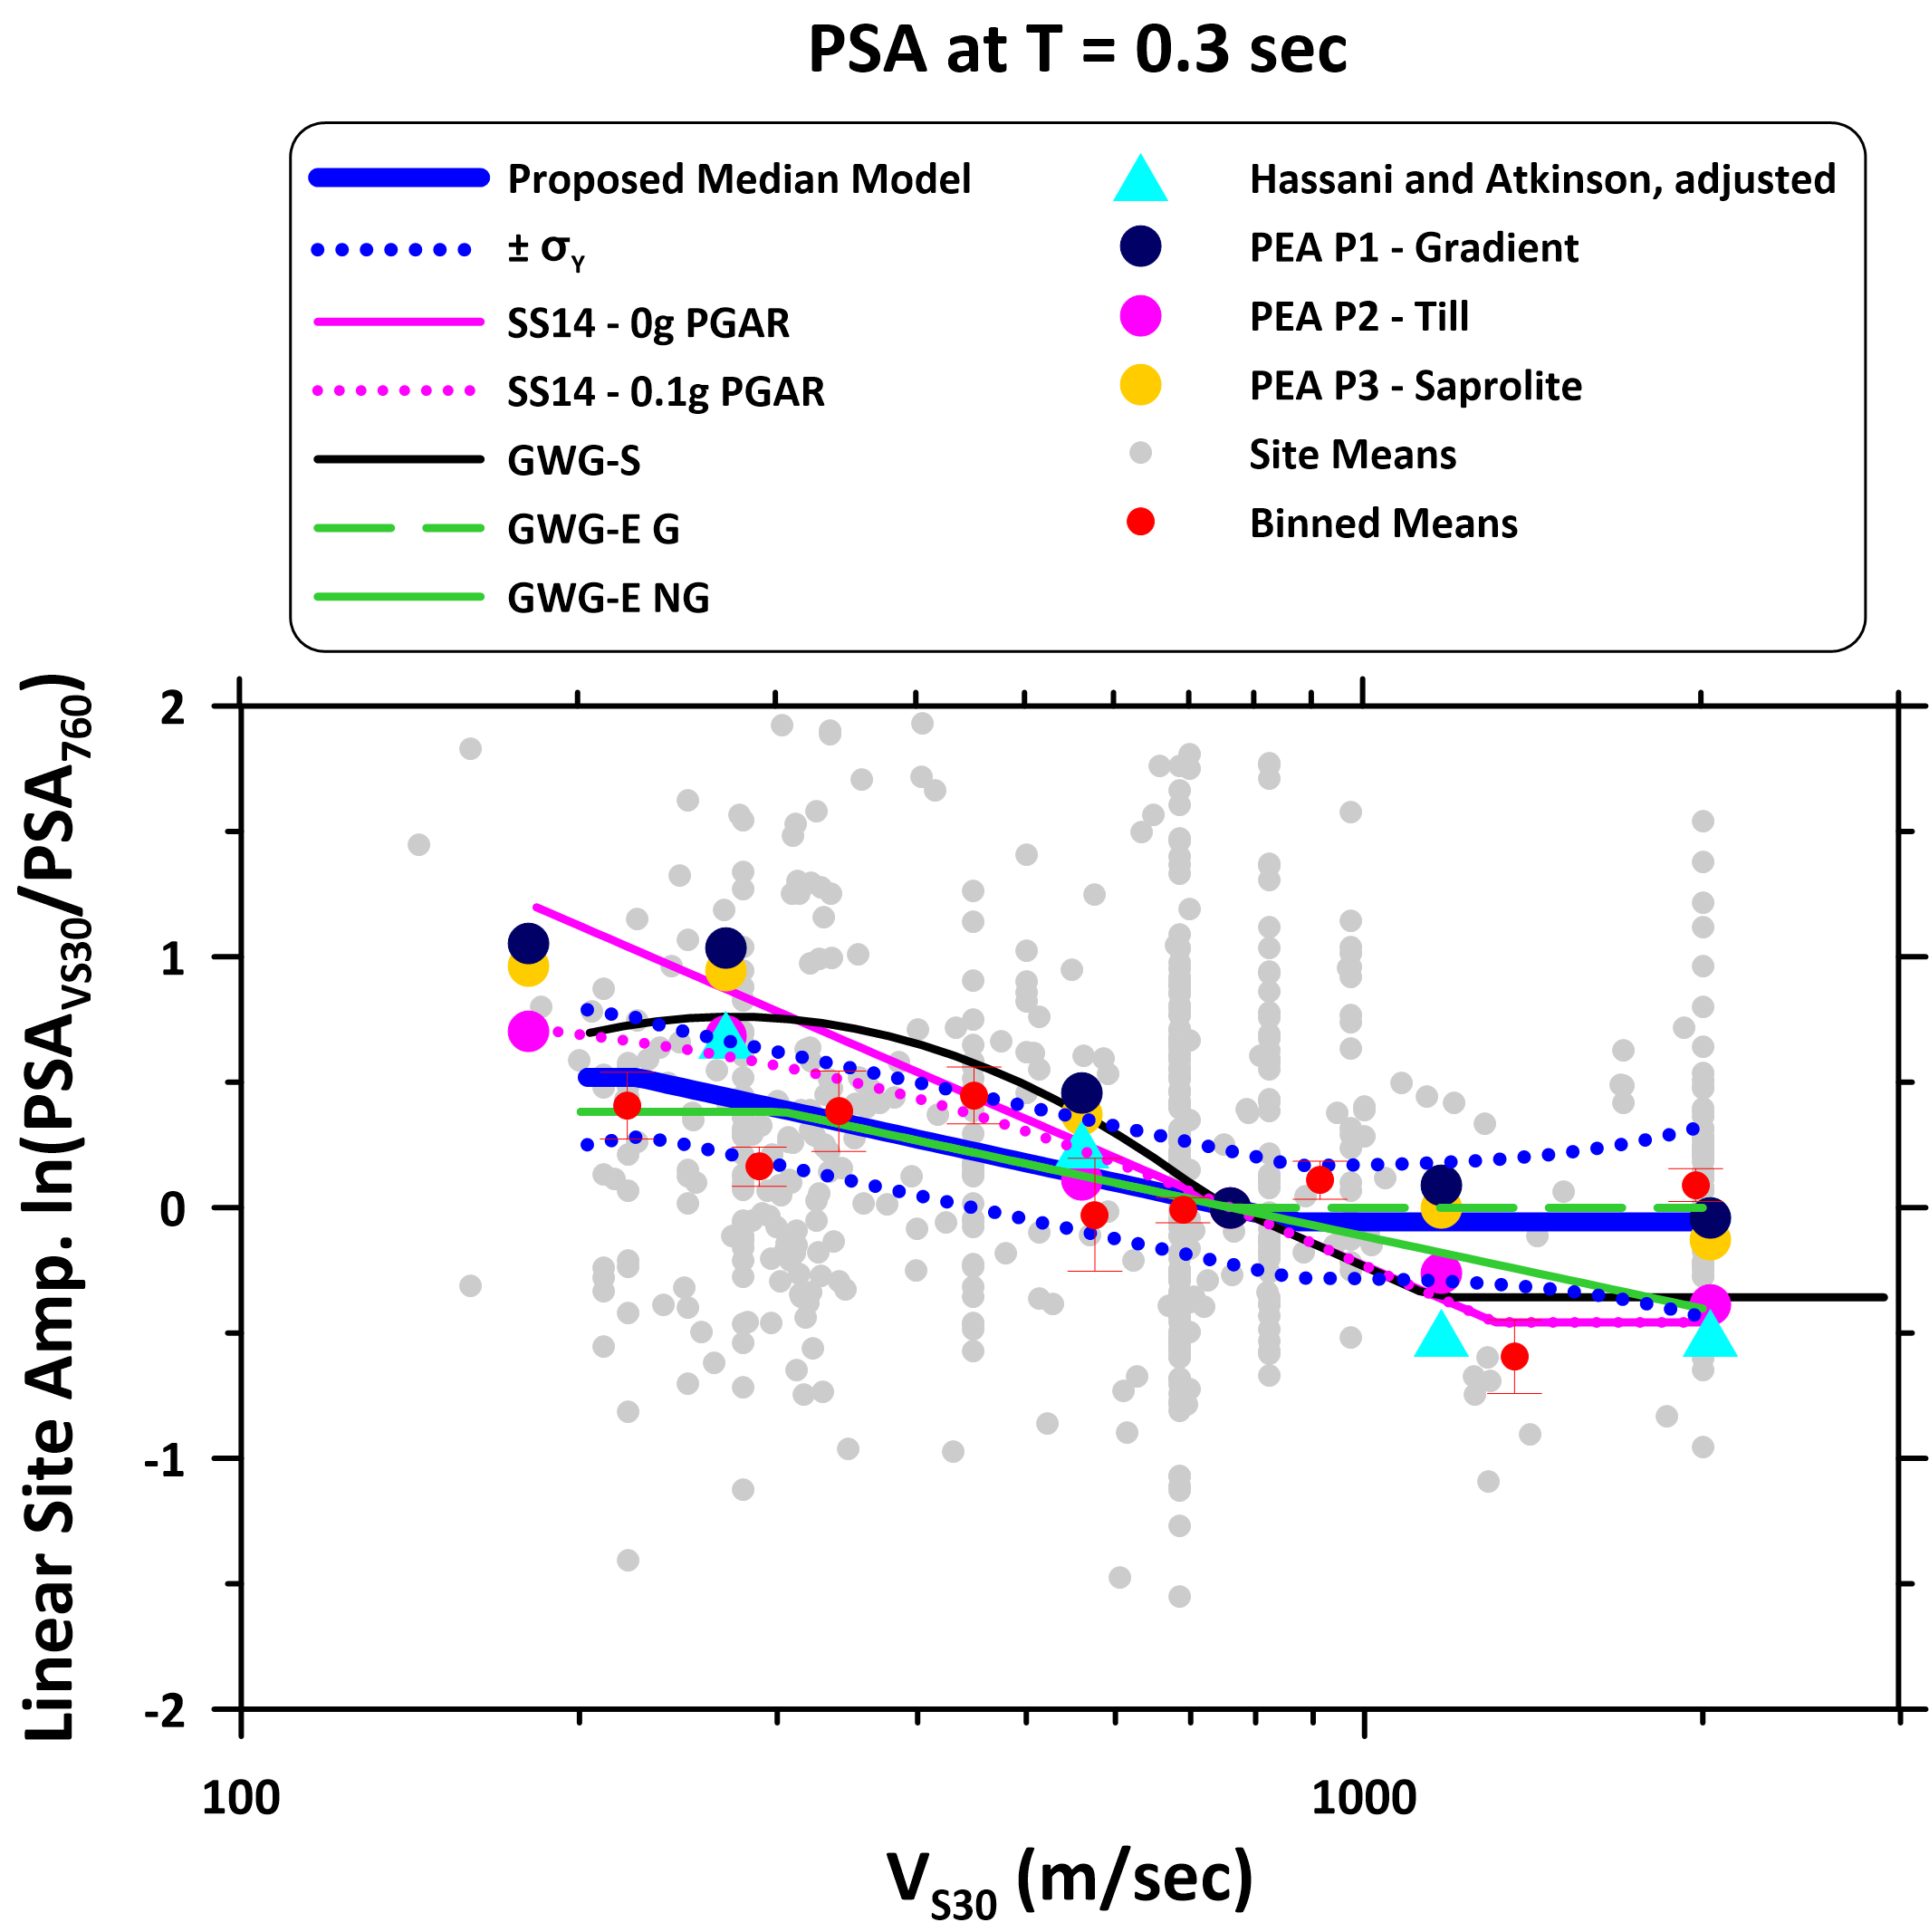 PSA at T = 0.3 sec
Proposed Median Model
± σY
SS14 - 0g PGAR
SS14 - 0.1g PGAR
GWG-S
GWG-E G
GWG-E NG
Hassani and Atkinson, adjusted
PEA P1 - Gradient
PEA P2 - Till
PEA P3 - Saprolite
Site Means
Binned Means
Linear Site Amp. ln(PSAVS30/PSA760)
2
1
0
-1
-2
100
1000
VS30 (m/sec)